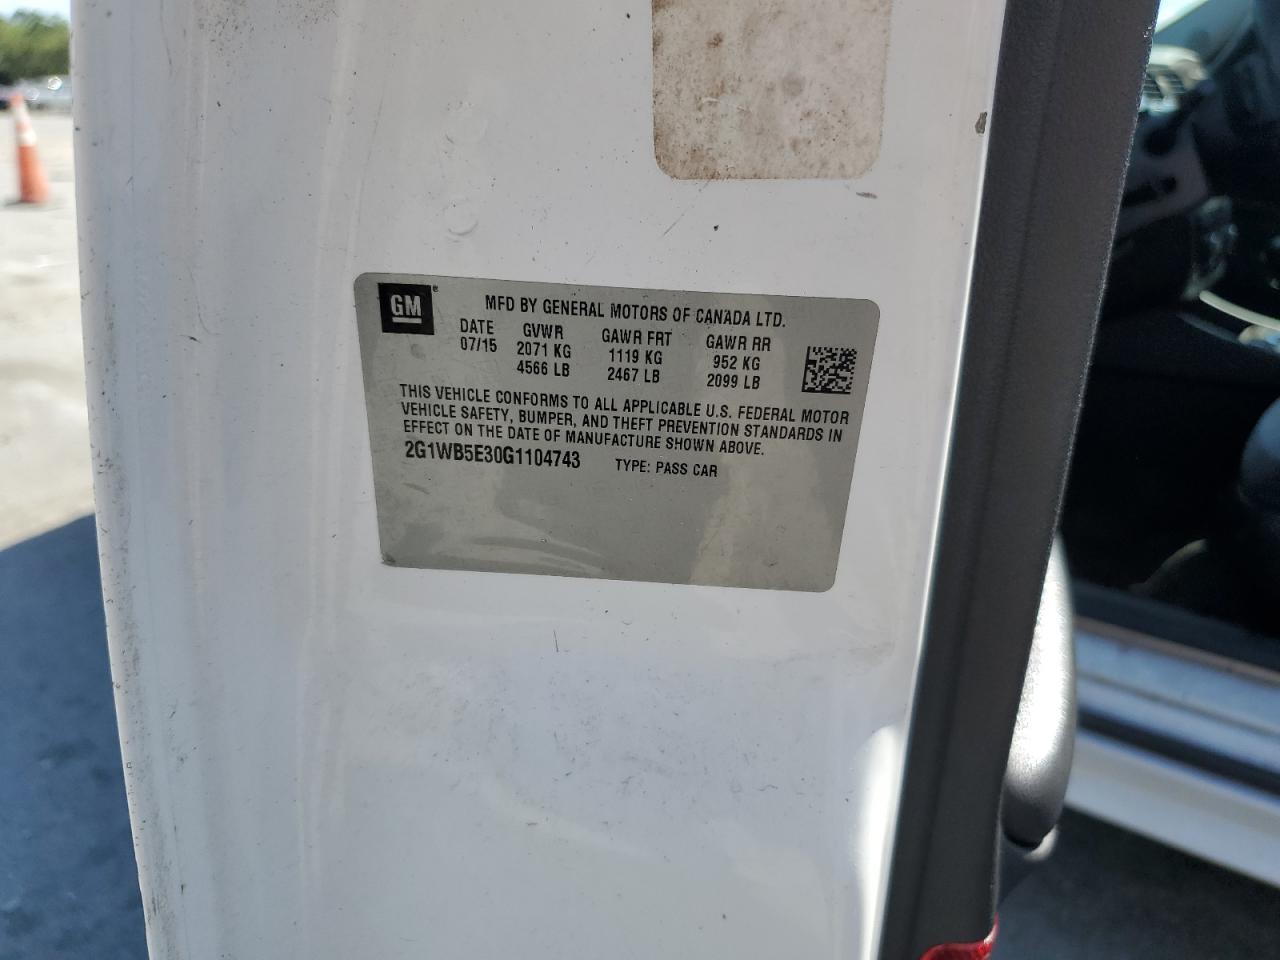 GM® MFD BY GENERAL MOTORS OF CANADA LTD.
DATE GVWR GAWR FRT GAWR RR
07/15 2071 KG 1119 KG 952 KG
4566 LB 2467 LB 2099 LB
THIS VEHICLE CONFORMS TO ALL APPLICABLE U.S. FEDERAL MOTOR
VEHICLE SAFETY, BUMPER, AND THEFT PREVENTION STANDARDS IN
EFFECT ON THE DATE OF MANUFACTURE SHOWN ABOVE.
2G1WB5E30G1104743 TYPE: PASS CAR